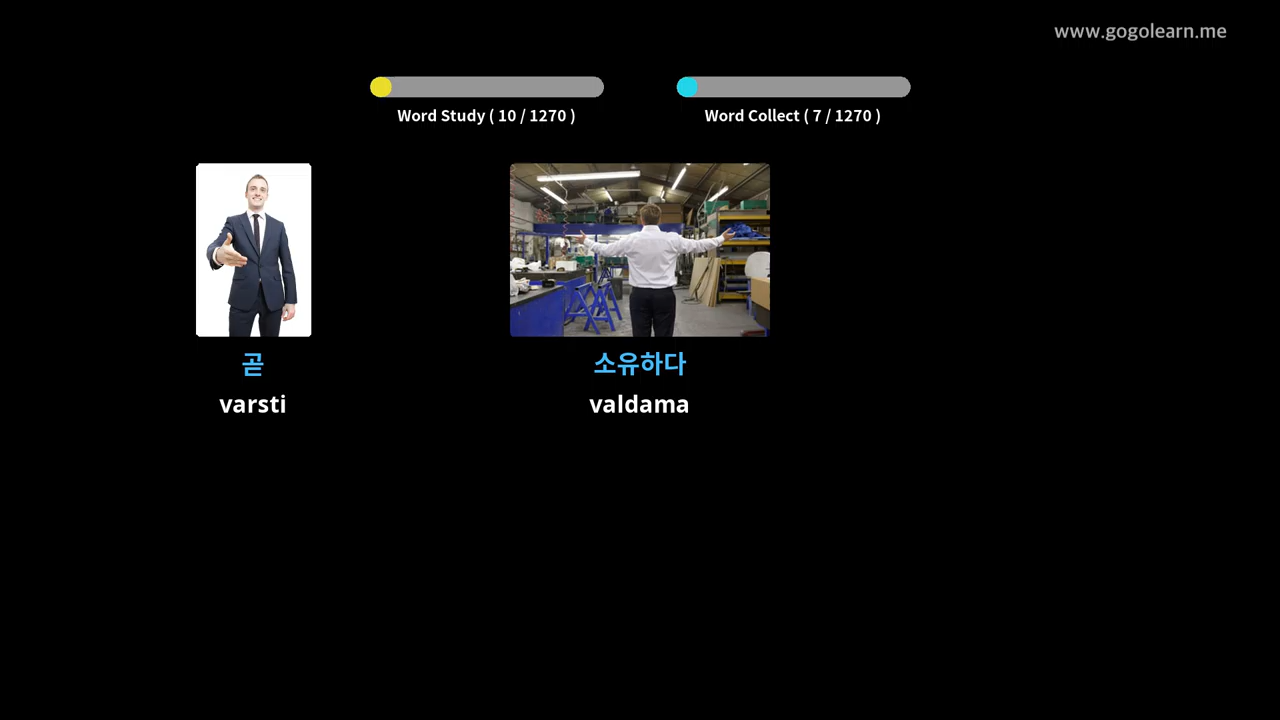 www.gogolearn.me
Word Study ( 10 / 1270 )
Word Collect ( 7 / 1270 )
곧
varsti
소유하다
valdama